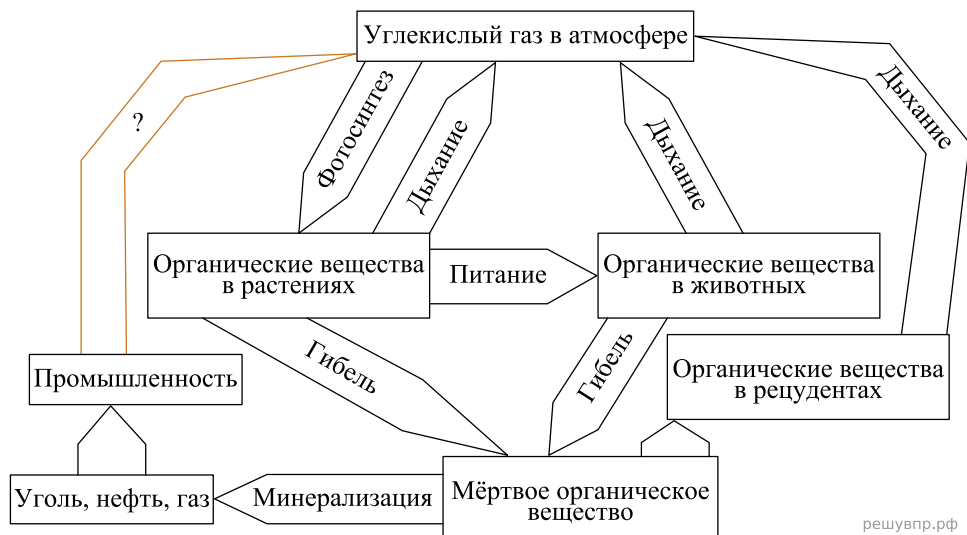 Углекислый газ в атмосфере
?
Фотосинтез
Дыхание
Дыхание
Дыхание
Органические вещества
в растениях
Питание
Органические вещества
в животных
Гибель
Гибель
Промышленность
Органические вещества
в рецудентах
Уголь, нефть, газ
Минерализация
Мёртвое органическое
вещество
решувпр.рф